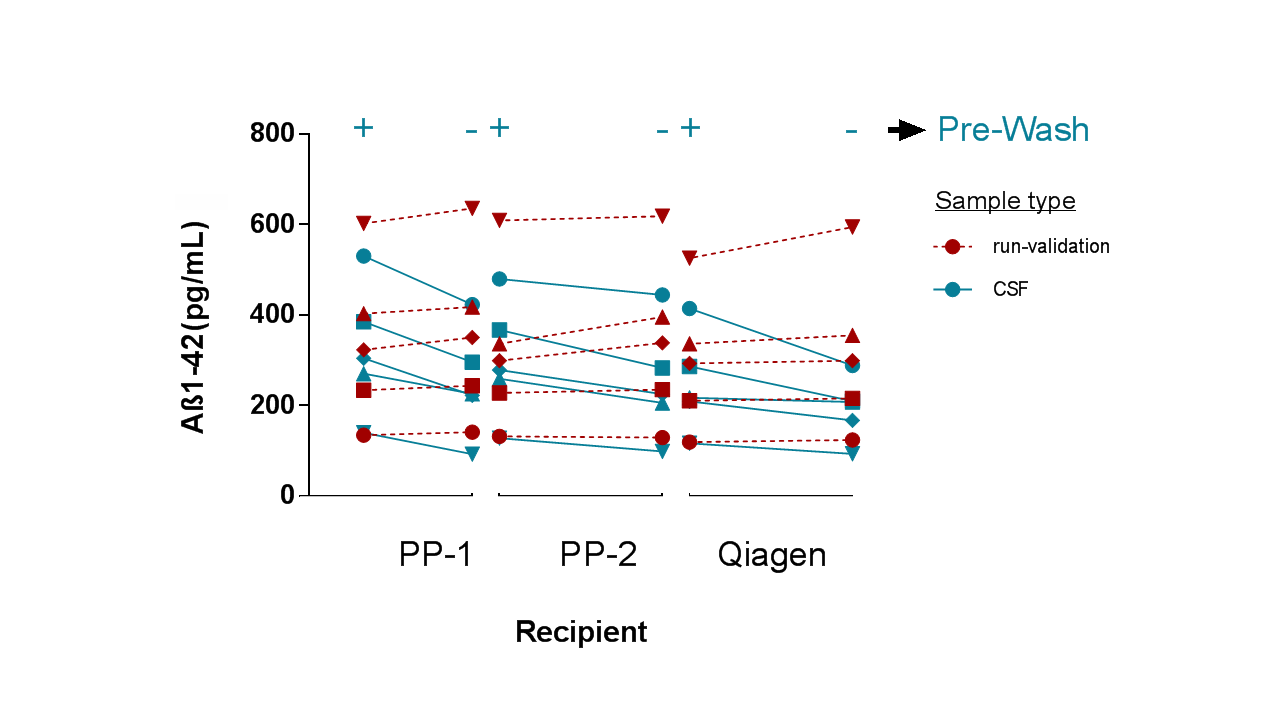 800 + - + - + - Pre-Wash
Sample type
600
run-validation
CSF
400
200
0
Aß1-42(pg/mL)
PP-1 PP-2 Qiagen
Recipient